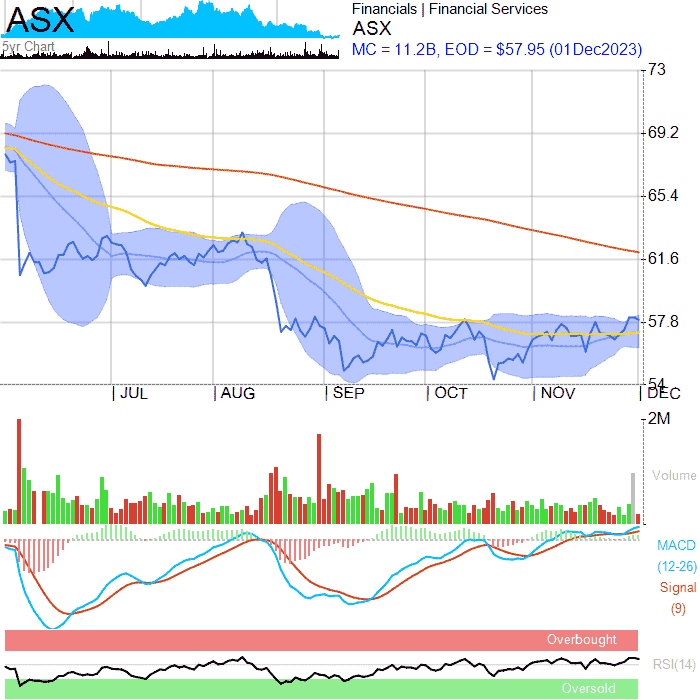 ASX
5yr Chart
Financials | Financial Services
ASX
MC = 11.2B, EOD = $57.95 (01Dec2023)
73
69.2
65.4
61.6
57.8
54
JUL
AUG
SEP
OCT
NOV
DEC
2M
Volume
MACD
(12-26)
Signal
(9)
Overbought
RSI(14)
Oversold